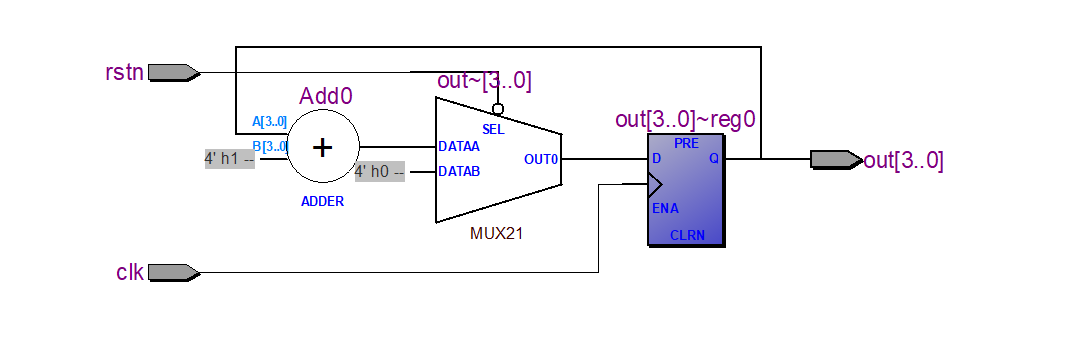 rstn
out~[3..0]
Add0
out[3..0]~reg0
A[3..0]
SEL
PRE
B[3..0]
4' h1 --
+
DATAA
OUT0
D
Q
out[3..0]
4' h0 --
DATAB
ADDER
ENA
MUX21
CLRN
clk